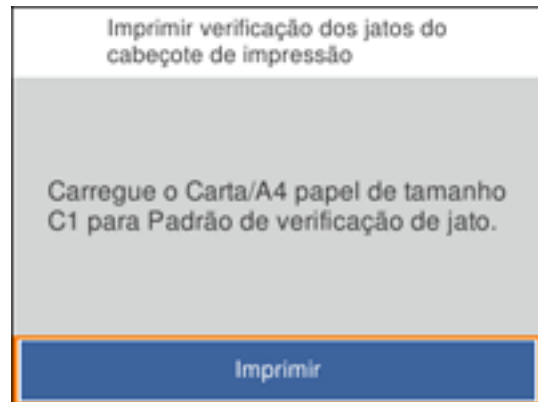 Imprimir verificação dos jatos do
cabeçote de impressão
Carregue o Carta/A4 papel de tamanho
C1 para Padrão de verificação de jato.
Imprimir